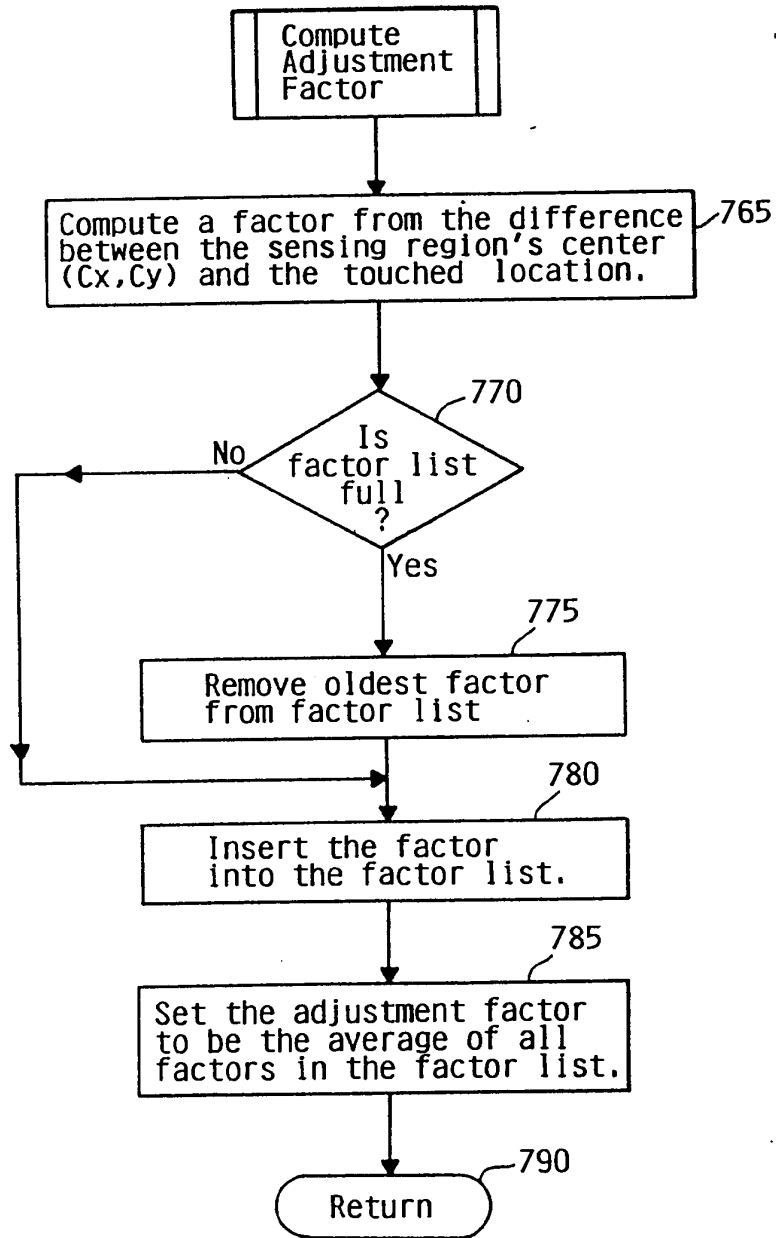 Compute
Adjustment
Factor
Compute a factor from the difference
between the sensing region's center
(Cx,Cy) and the touched location.
765
770
Is
factor list
full
?
No
Yes
775
Remove oldest factor
from factor list
780
Insert the factor
into the factor list.
785
Set the adjustment factor
to be the average of all
factors in the factor list.
790
Return